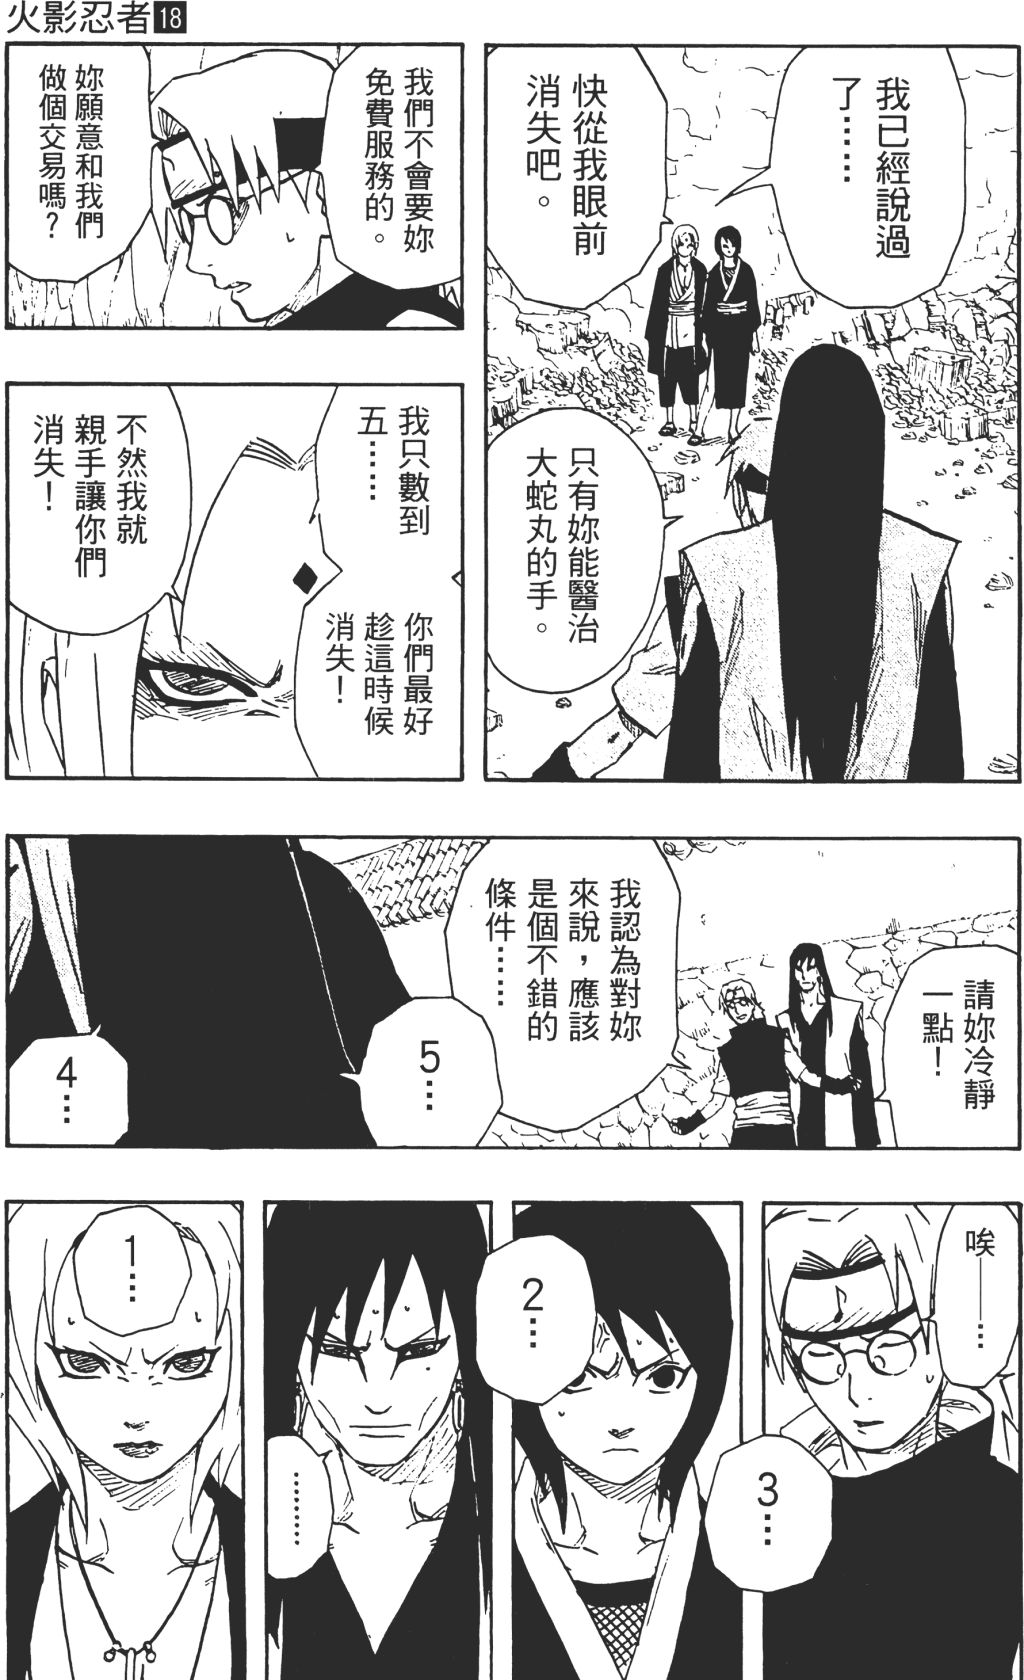 火影忍者18
我已經說過
了……
快從我眼前
消失吧。
只有妳能醫治
大蛇丸的手。
我們不會要妳
免費服務的。
妳願意和我們
做個交易嗎？
我只數到
五……
你們最好
趁這時候
消失！
不然我就
親手讓你們
消失！
請妳冷靜
一點！
我認為對妳
來說，應該
是個不錯的
條件……
5…
4…
唉——…
3…
2…
………
1…